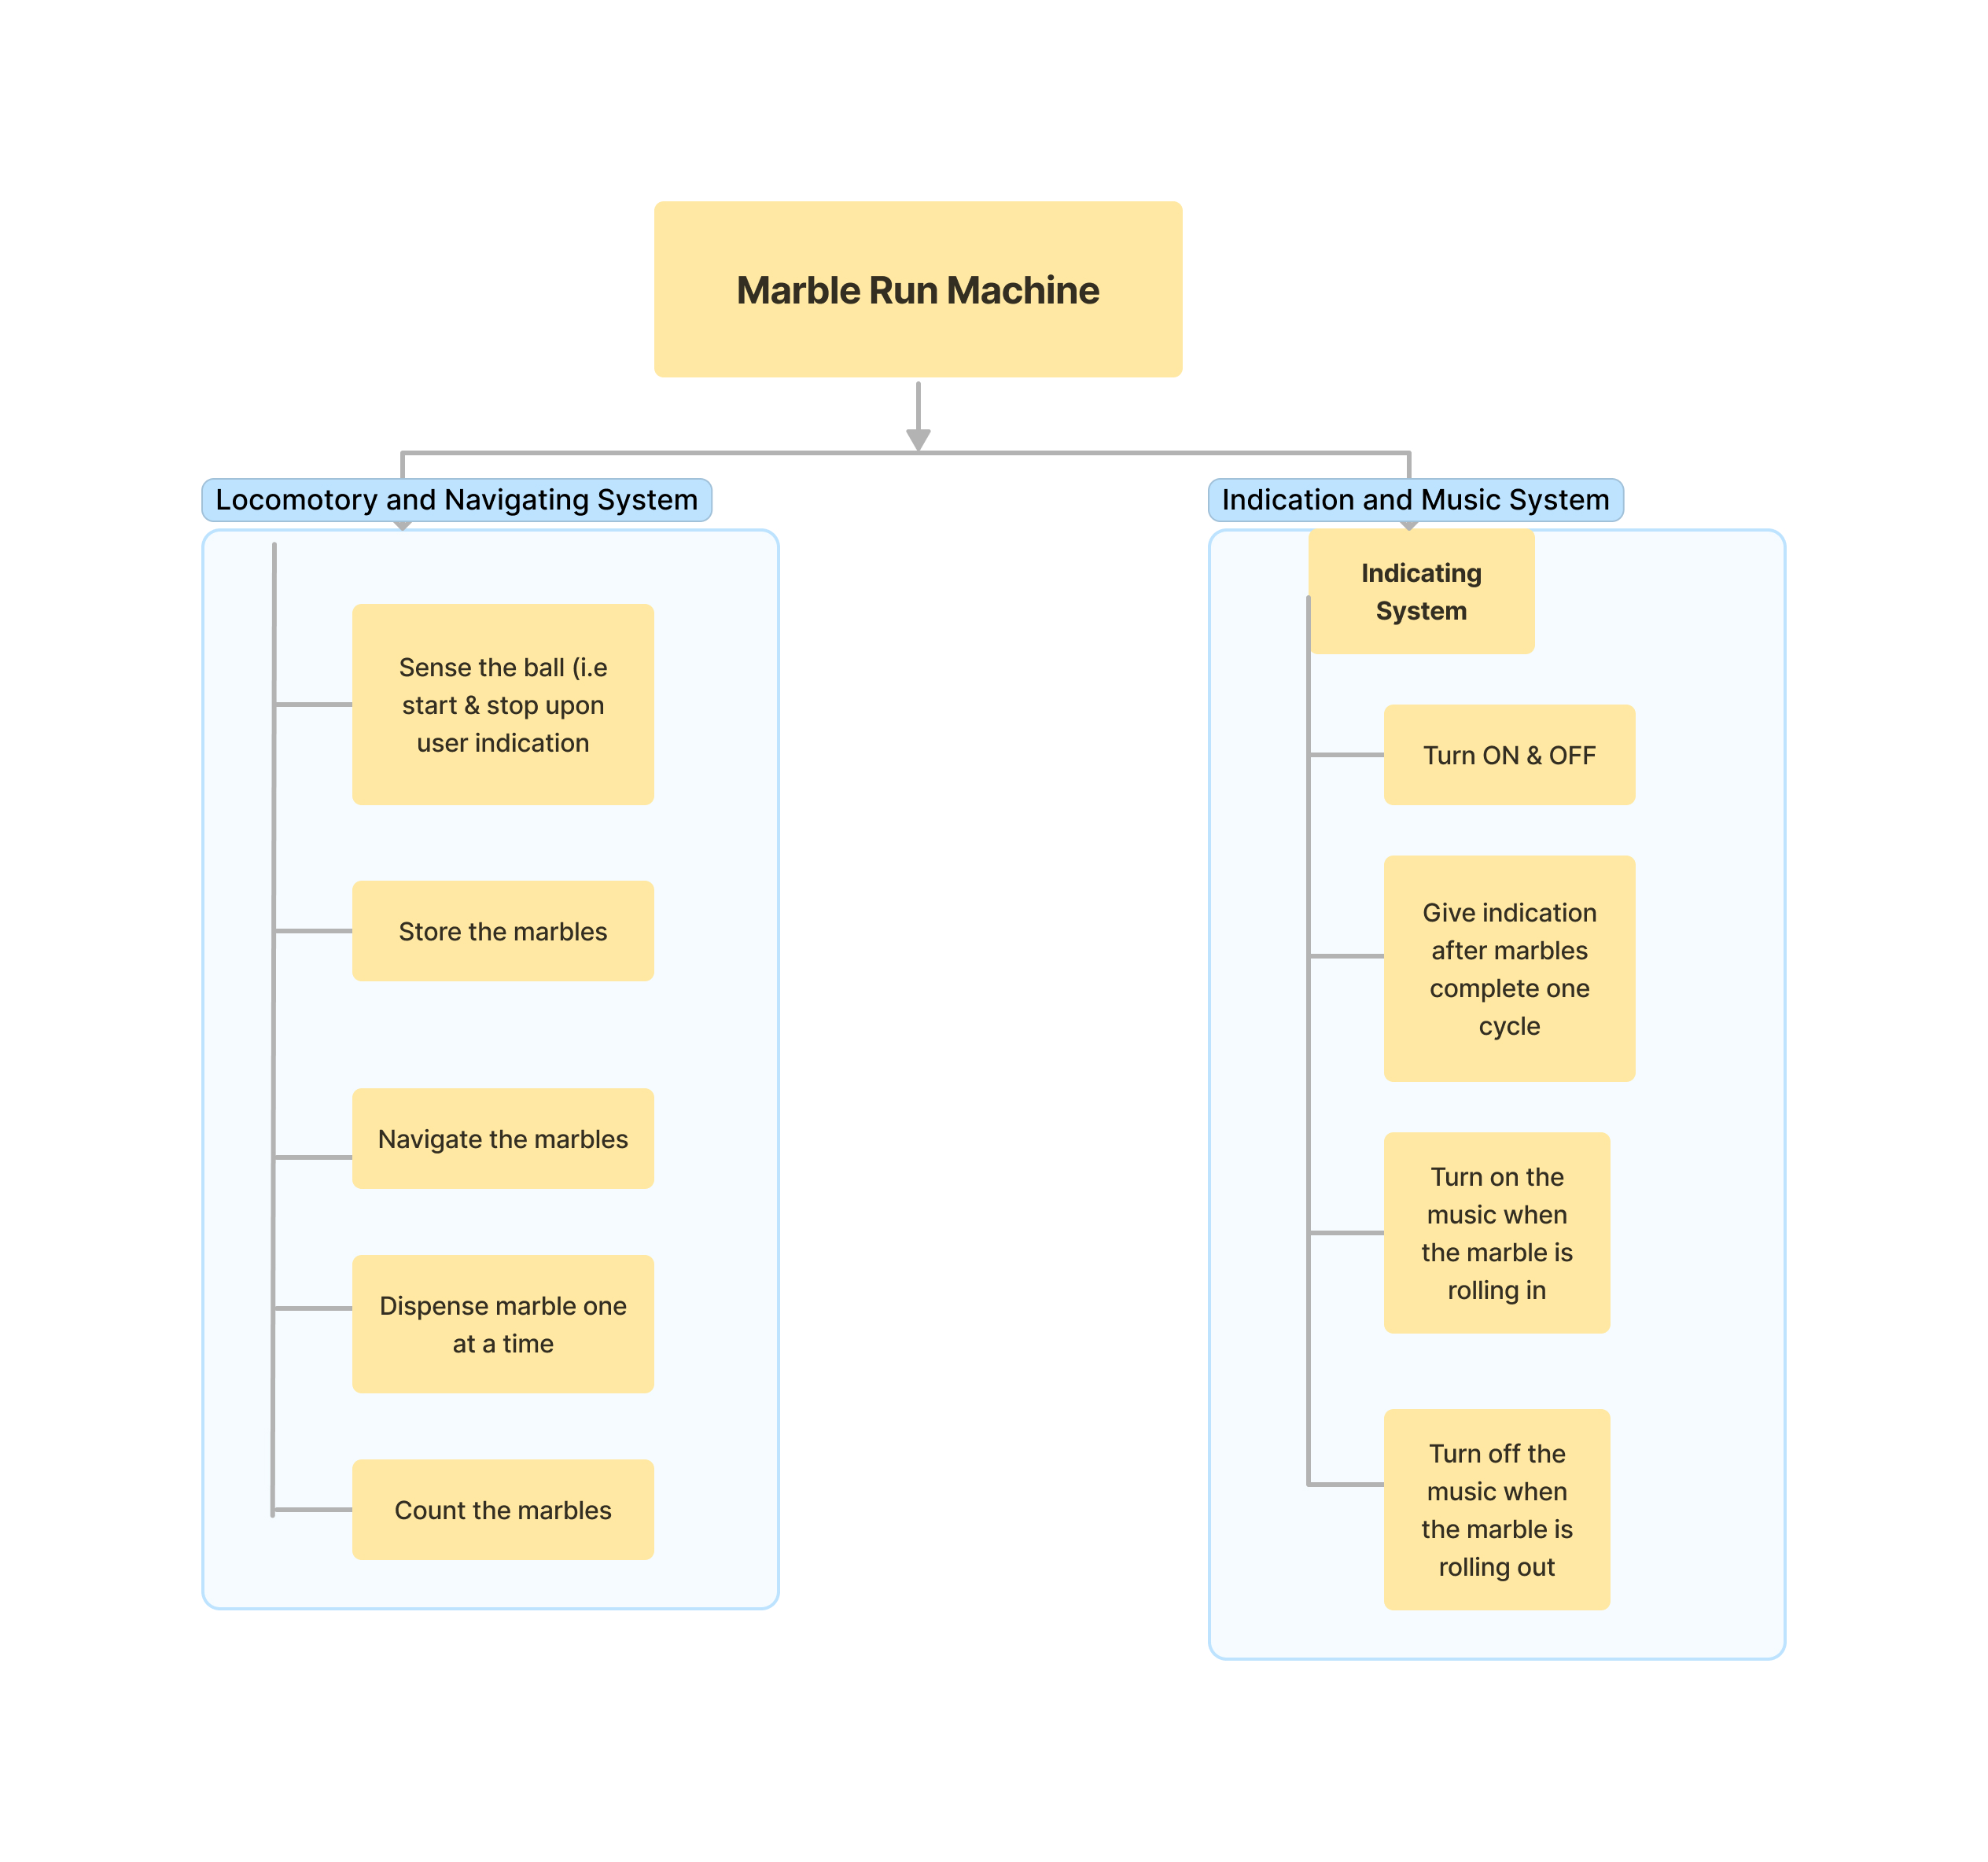 Marble Run Machine
Locomotory and Navigating System
Sense the ball (i.e
start & stop upon
user indication
Store the marbles
Navigate the marbles
Dispense marble one
at a time
Count the marbles
Indication and Music System
Indicating
System
Turn ON & OFF
Give indication
after marbles
complete one
cycle
Turn on the
music when
the marble is
rolling in
Turn off the
music when
the marble is
rolling out